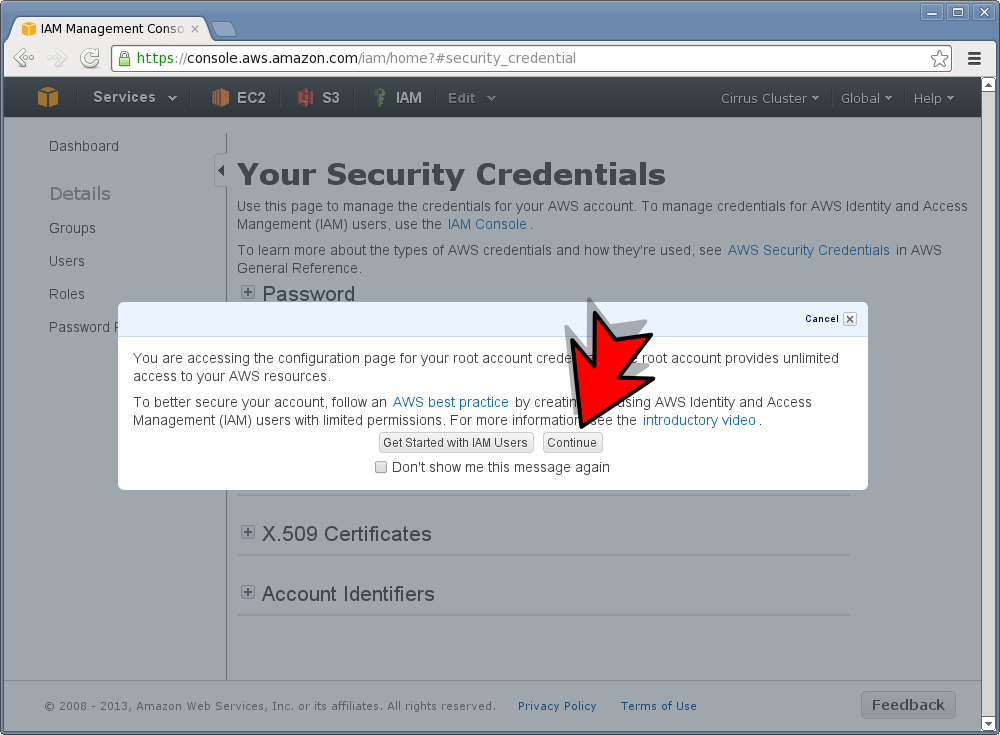 IAM Management Conso
https://console.aws.amazon.com/iam/home?#security_credential
Services EC2 S3 IAM Edit Cirrus Cluster Global Help
Dashboard
Details
Groups
Users
Roles
Password
Your Security Credentials
Use this page to manage the credentials for your AWS account. To manage credentials for AWS Identity and Access
Mangement (IAM) users, use the IAM Console .
To learn more about the types of AWS credentials and how they're used, see AWS Security Credentials in AWS
General Reference.
Password
Cancel
You are accessing the configuration page for your root account root account provides unlimited
access to your AWS resources.
To better secure your account, follow an AWS best practice by using AWS Identity and Access
Management (IAM) users with limited permissions. For more information see the introductory video .
Get Started with IAM Users Continue
Don't show me this message again
X.509 Certificates
Account Identifiers
© 2008 - 2013, Amazon Web Services, Inc. or its affiliates. All rights reserved. Privacy Policy Terms of Use
Feedback